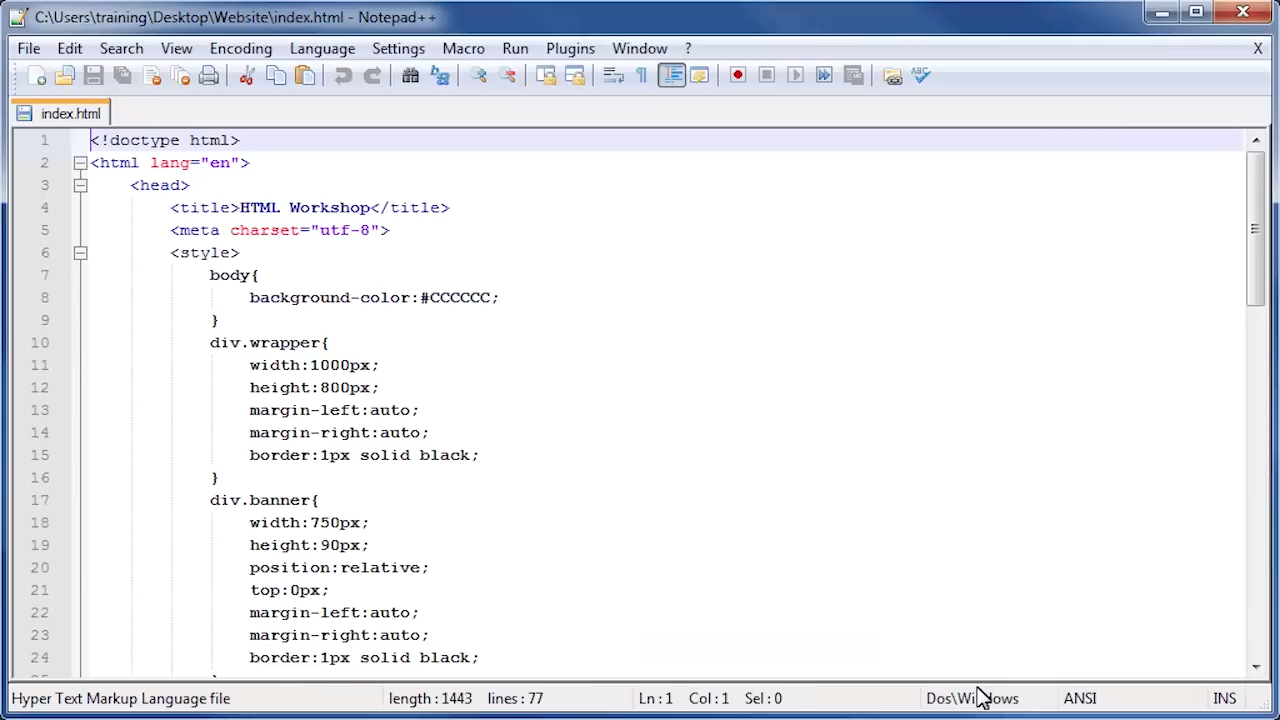 C:\Users\training\Desktop\Website\index.html - Notepad++
File Edit Search View Encoding Language Settings Macro Run Plugins Window ? X
ABC
index.html
1 <!doctype html>
2 <html lang="en">
3 <head>
4 <title>HTML Workshop</title>
5 <meta charset="utf-8">
6 <style>
7 body{
8 background-color:#CCCCCC;
9 }
10 div.wrapper{
11 width:1000px;
12 height:800px;
13 margin-left:auto;
14 margin-right:auto;
15 border:1px solid black;
16 }
17 div.banner{
18 width:750px;
19 height:90px;
20 position:relative;
21 top:0px;
22 margin-left:auto;
23 margin-right:auto;
24 border:1px solid black;
Hyper Text Markup Language file length : 1443 lines : 77 Ln : 1 Col : 1 Sel : 0 Dos\Windows ANSI INS